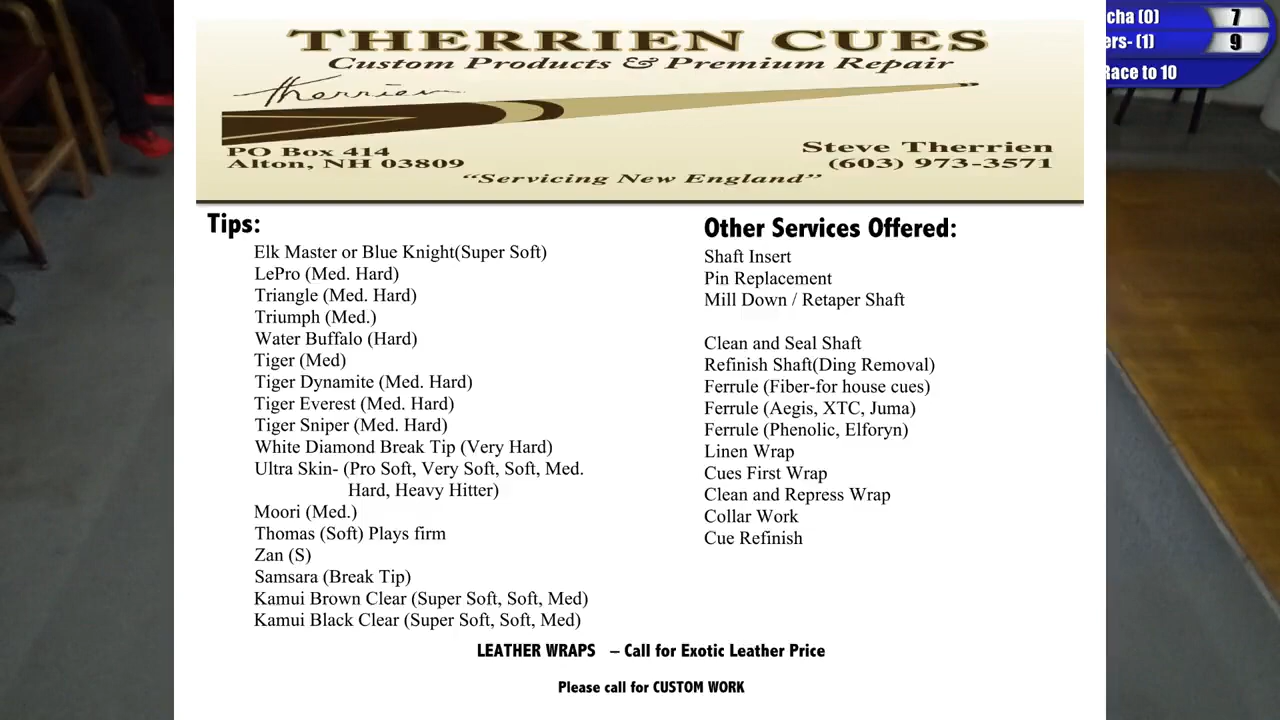 THERRIEN CUES
Custom Products & Premium Repair
Therrien
PO Box 414
Alton, NH 03809
Steve Therrien
(603) 973-3571
"Servicing New England"
Tips:
Elk Master or Blue Knight(Super Soft)
LePro (Med. Hard)
Triangle (Med. Hard)
Triumph (Med.)
Water Buffalo (Hard)
Tiger (Med)
Tiger Dynamite (Med. Hard)
Tiger Everest (Med. Hard)
Tiger Sniper (Med. Hard)
White Diamond Break Tip (Very Hard)
Ultra Skin- (Pro Soft, Very Soft, Soft, Med.
Hard, Heavy Hitter)
Moori (Med.)
Thomas (Soft) Plays firm
Zan (S)
Samsara (Break Tip)
Kamui Brown Clear (Super Soft, Soft, Med)
Kamui Black Clear (Super Soft, Soft, Med)
Other Services Offered:
Shaft Insert
Pin Replacement
Mill Down / Retaper Shaft
Clean and Seal Shaft
Refinish Shaft(Ding Removal)
Ferrule (Fiber-for house cues)
Ferrule (Aegis, XTC, Juma)
Ferrule (Phenolic, Elforyn)
Linen Wrap
Cues First Wrap
Clean and Repress Wrap
Collar Work
Cue Refinish
LEATHER WRAPS – Call for Exotic Leather Price
Please call for CUSTOM WORK
cha (0) 7
ers- (1) 9
Race to 10